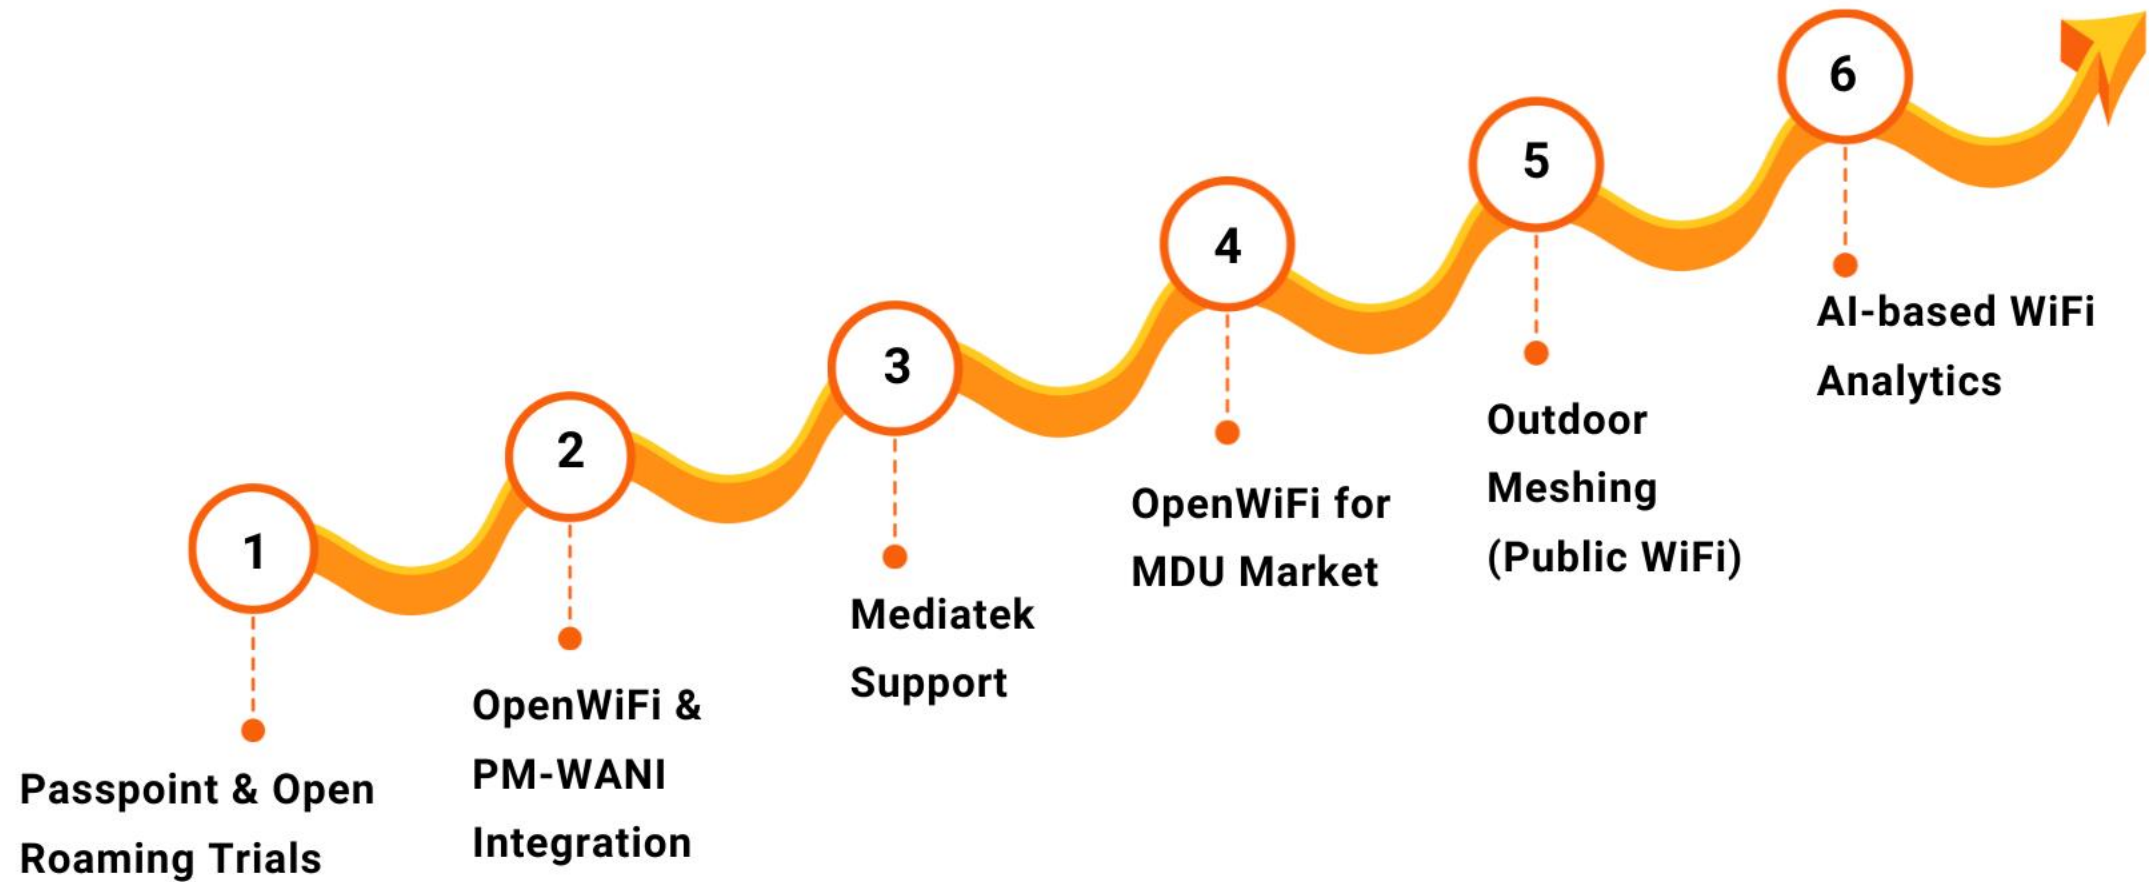 1
Passpoint & Open
Roaming Trials
2
OpenWiFi &
PM-WANI
Integration
3
Mediatek
Support
4
OpenWiFi for
MDU Market
5
Outdoor
Meshing
(Public WiFi)
6
AI-based WiFi
Analytics